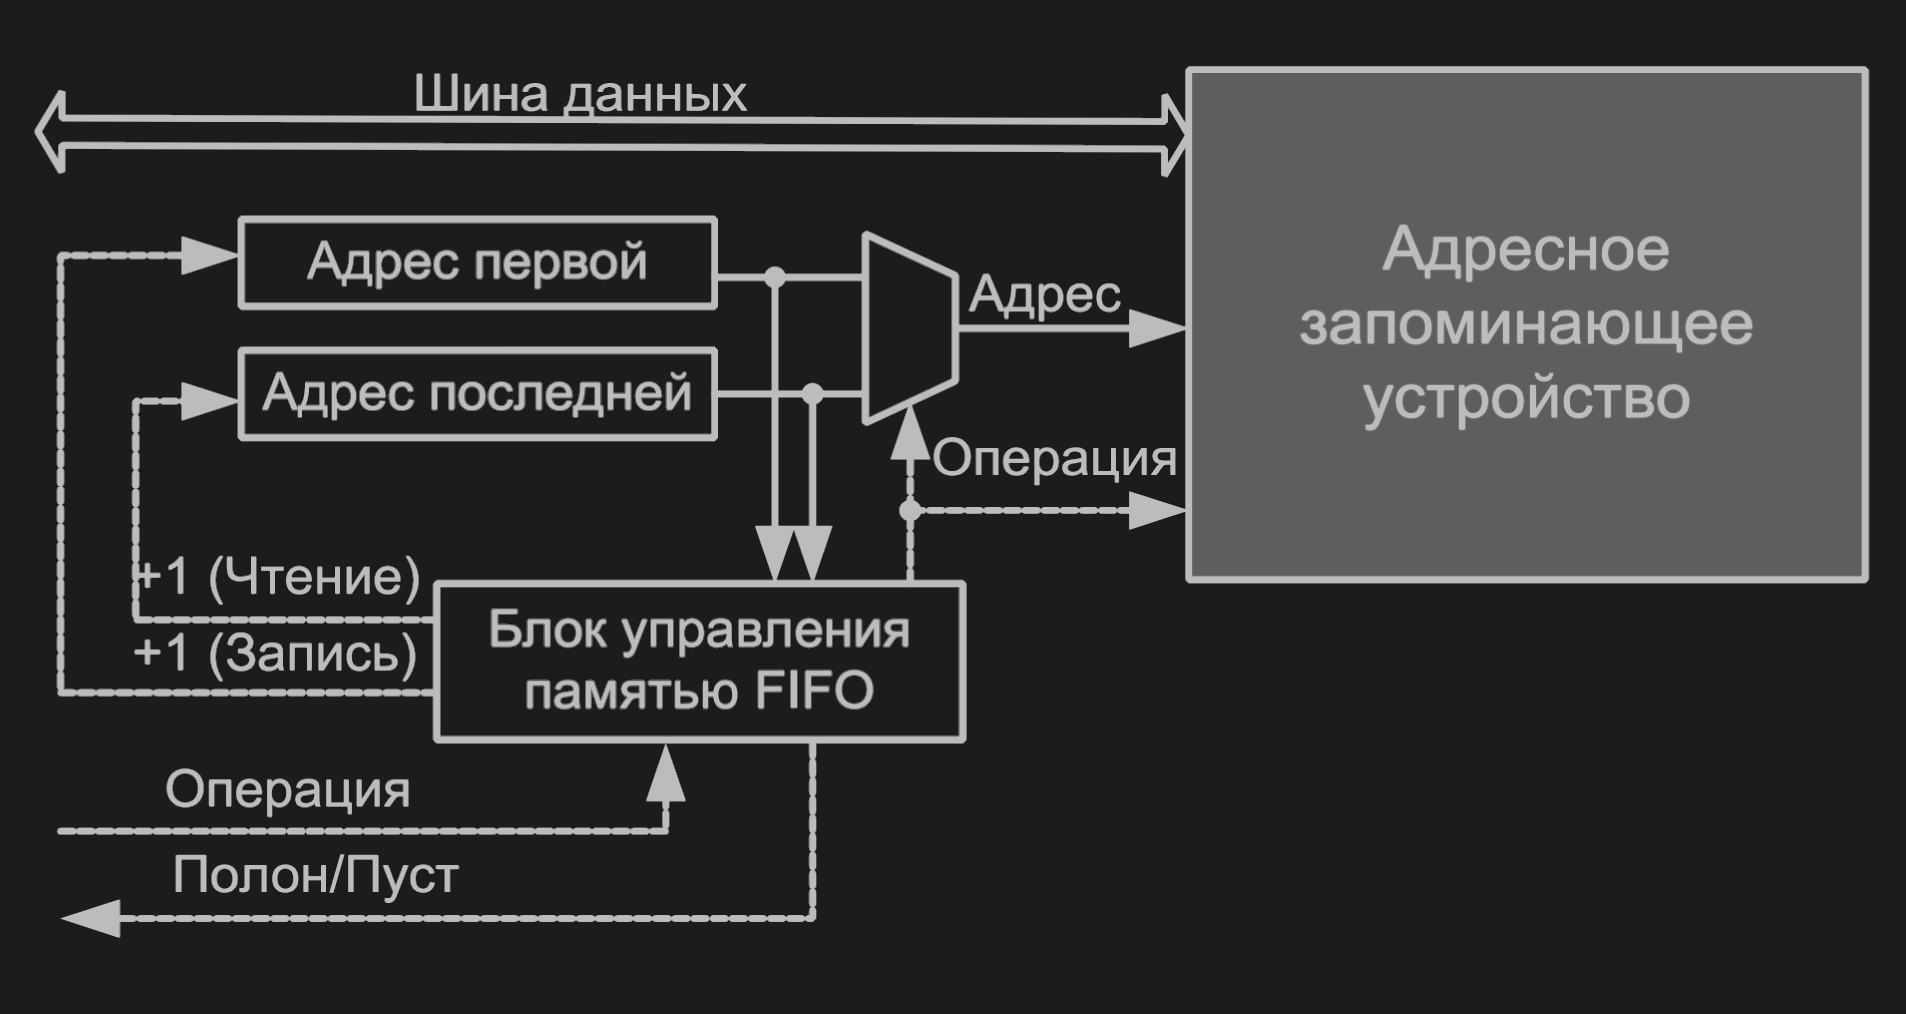 Шина данных
Адрес первой
Адрес последней
Адрес
Адресное
запоминающее
устройство
Операция
+1 (Чтение)
+1 (Запись)
Блок управления
памятью FIFO
Операция
Полон/Пуст